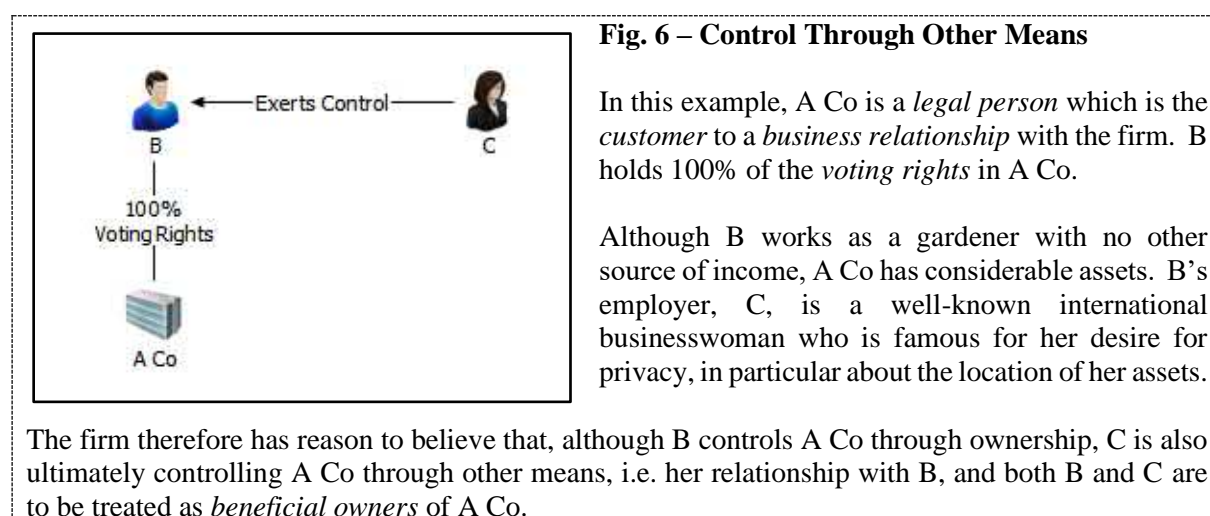 Exerts Control
B
C
100%
Voting Rights
A Co
Fig. 6 – Control Through Other Means
In this example, A Co is a legal person which is the
customer to a business relationship with the firm. B
holds 100% of the voting rights in A Co.
Although B works as a gardener with no other
source of income, A Co has considerable assets. B’s
employer, C, is a well-known international
businesswoman who is famous for her desire for
privacy, in particular about the location of her assets.
The firm therefore has reason to believe that, although B controls A Co through ownership, C is also
ultimately controlling A Co through other means, i.e. her relationship with B, and both B and C are
to be treated as beneficial owners of A Co.